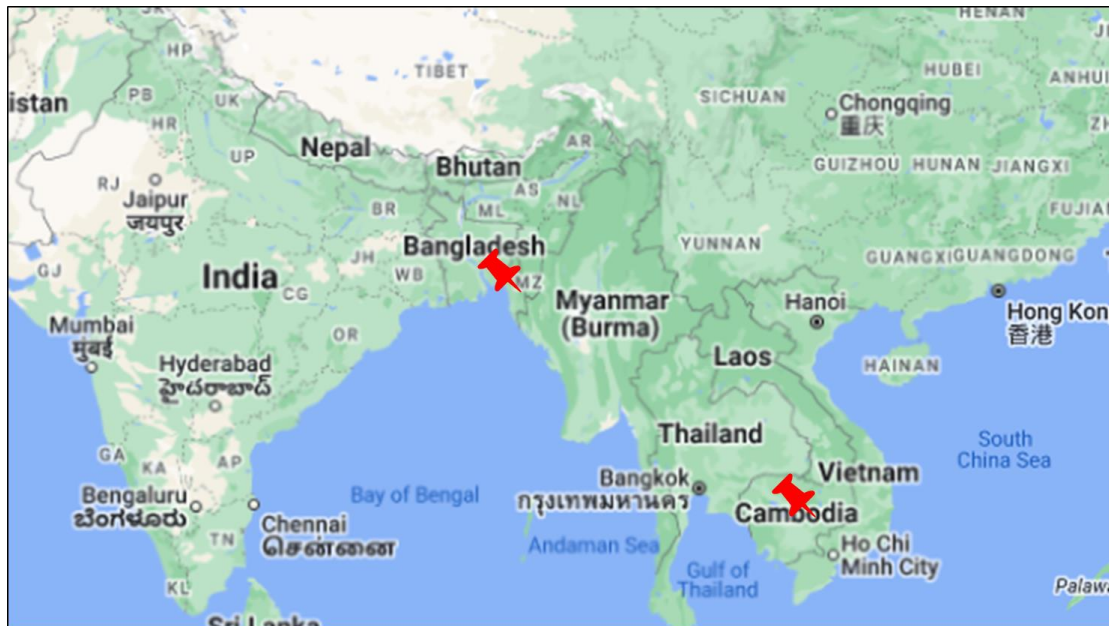 HENAN
HP
TIBET
istan
PB
UK
HUBEI
ANHUI
SICHUAN
Chongqing
重庆
HR
Nepal
AR
UP
Bhutan
GUIZHOU
HUNAN
JIANGXI
RJ
Jaipur
जयपुर
AS
NL
BR
ML
FUJIAN
Bangladesh
YUNNAN
JH
GUANGXI
GUANGDONG
GJ
India
WB
MZ
CG
Myanmar
(Burma)
Hanoi
Hong Kon
香港
Mumbai
मुंबई
OR
Laos
Hyderabad
హైదరాబాద్
HAINAN
Thailand
GA
KA
AP
South
China Sea
Vietnam
Bangkok
กรุงเทพมหานคร
Bengaluru
ಬೆಂಗಳೂರು
Bay of Bengal
Cambodia
Chennai
சென்னை
TN
Andaman Sea
Ho Chi
Minh City
Gulf of
Thailand
KL
Palawa
Sri Lanka